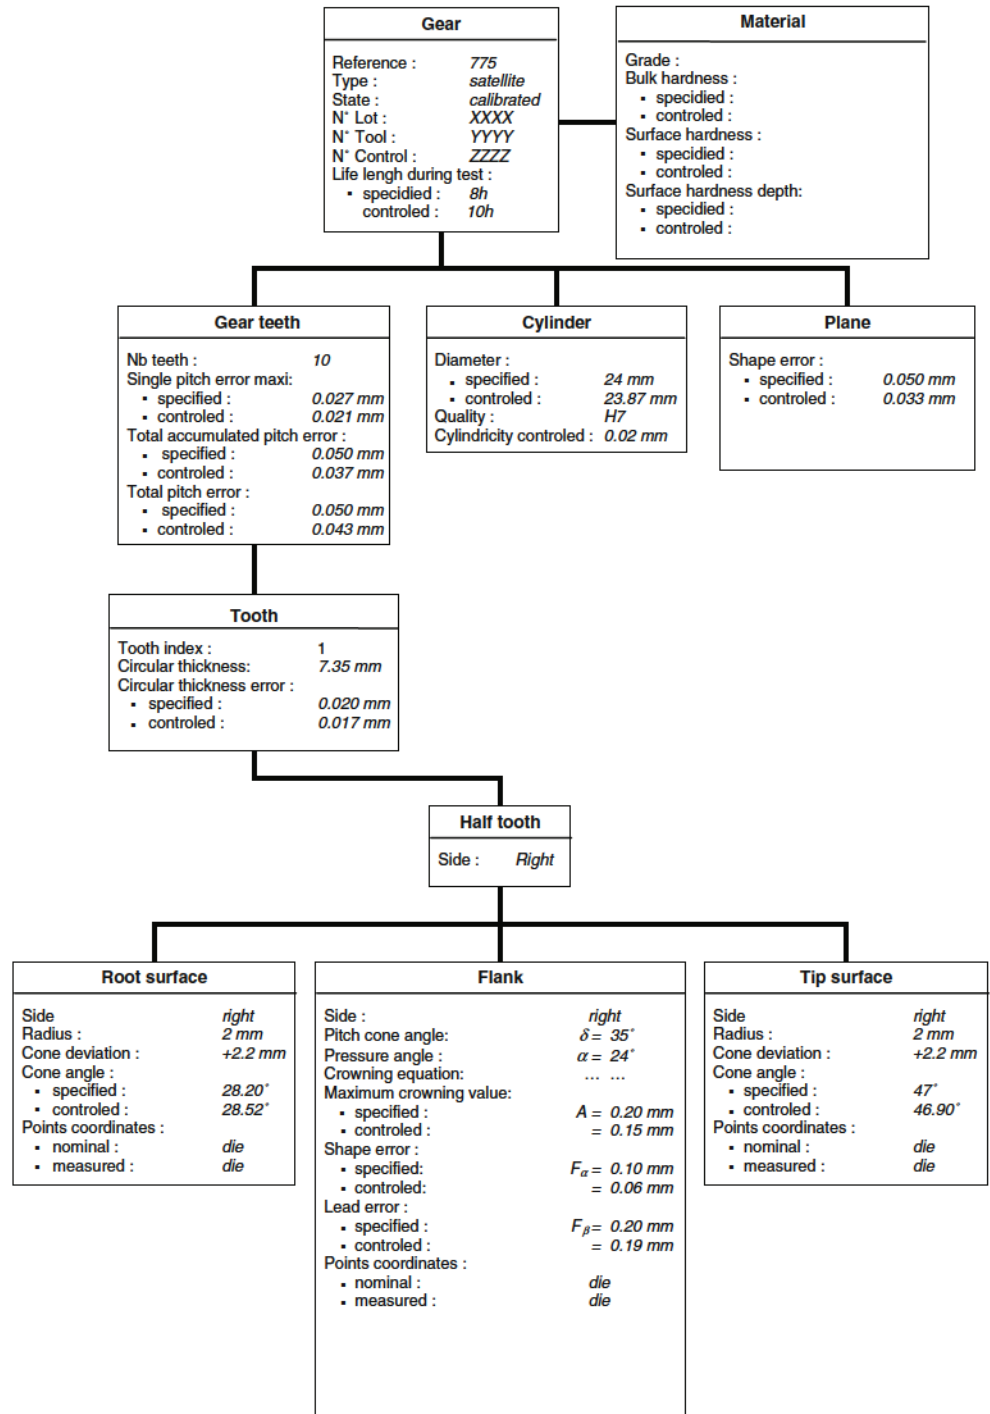 Gear
Reference : 775
Type : satellite
State : calibrated
N° Lot : XXXX
N° Tool : YYYY
N° Control : ZZZZ
Life lengh during test :
▪ specidied : 8h
controled : 10h
Material
Grade :
Bulk hardness :
▪ specidied :
▪ controled :
Surface hardness :
▪ specidied :
▪ controled :
Surface hardness depth:
▪ specidied :
▪ controled :
Gear teeth
Nb teeth : 10
Single pitch error maxi:
▪ specified : 0.027 mm
▪ controled : 0.021 mm
Total accumulated pitch error :
▪ specified : 0.050 mm
▪ controled : 0.037 mm
Total pitch error :
▪ specified : 0.050 mm
▪ controled : 0.043 mm
Cylinder
Diameter :
▪ specified : 24 mm
▪ controled : 23.87 mm
Quality : H7
Cylindricity controled : 0.02 mm
Plane
Shape error :
▪ specified : 0.050 mm
▪ controled : 0.033 mm
Tooth
Tooth index : 1
Circular thickness: 7.35 mm
Circular thickness error :
▪ specified : 0.020 mm
▪ controled : 0.017 mm
Half tooth
Side : Right
Root surface
Side right
Radius : 2 mm
Cone deviation : +2.2 mm
Cone angle :
▪ specified : 28.20°
▪ controled : 28.52°
Points coordinates :
▪ nominal : die
▪ measured : die
Flank
Side : right
Pitch cone angle: δ = 35°
Pressure angle : α = 24°
Crowning equation: ... ...
Maximum crowning value:
▪ specified : A = 0.20 mm
▪ controled : = 0.15 mm
Shape error :
▪ specified: Fα = 0.10 mm
▪ controled: = 0.06 mm
Lead error :
▪ specified : Fβ = 0.20 mm
▪ controled : = 0.19 mm
Points coordinates :
▪ nominal : die
▪ measured : die
Tip surface
Side right
Radius : 2 mm
Cone deviation : +2.2 mm
Cone angle :
▪ specified : 47°
▪ controled : 46.90°
Points coordinates :
▪ nominal : die
▪ measured : die